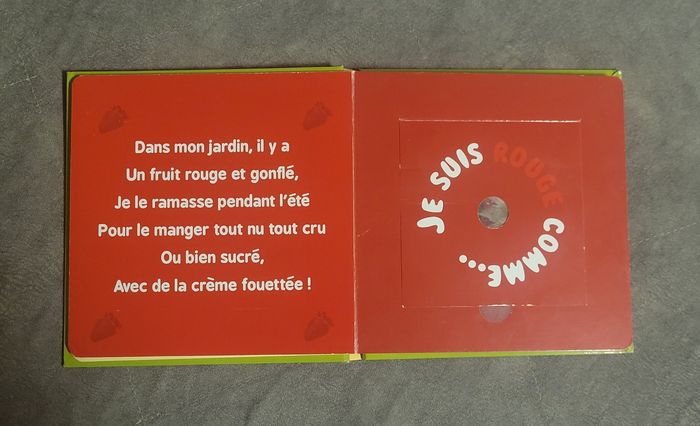 Dans mon jardin, il y a
Un fruit rouge et gonflé,
Je le ramasse pendant l'été
Pour le manger tout nu tout cru
Ou bien sucré,
Avec de la crème fouettée !
JE SUIS ROUGE COMME...